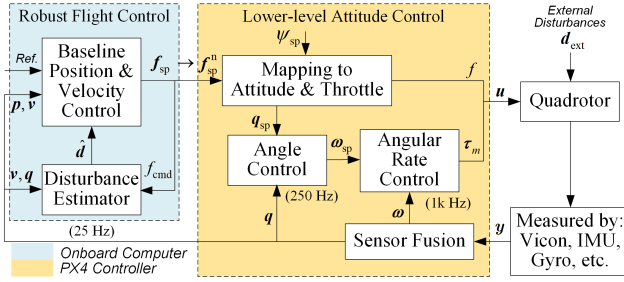 Robust Flight Control
Lower-level Attitude Control
External
Disturbances
d_ext
ψ_sp
Ref.
p, v
Baseline
Position &
Velocity
Control
f_sp → f_sp^n
Mapping to
Attitude & Throttle
f
u
Quadrotor
q_sp
d̂
v, q
Disturbance
Estimator
f_cmd
Angle
Control
ω_sp
Angular
Rate
Control
τ_m
(250 Hz)
(1k Hz)
q
ω
(25 Hz)
Sensor Fusion
y
Measured by:
Vicon, IMU,
Gyro, etc.
Onboard Computer
PX4 Controller